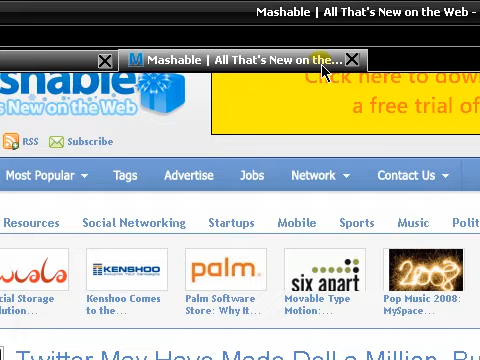 Mashable | All That's New on the Web -
Mashable | All That's New on the...
shable
's New on the Web
Click here to dow
a free trial of
RSS Subscribe
Most Popular Tags Advertise Jobs Network Contact Us
Resources Social Networking Startups Mobile Sports Music Polit
KENSHOO palm. six apart 2008
cial Storage
lution...
Kenshoo Comes
to the...
Palm Software
Store: Why It...
Movable Type
Motion:...
Pop Music 2008:
MySpace...
Twitter May Have Made Dell a Million, Bu